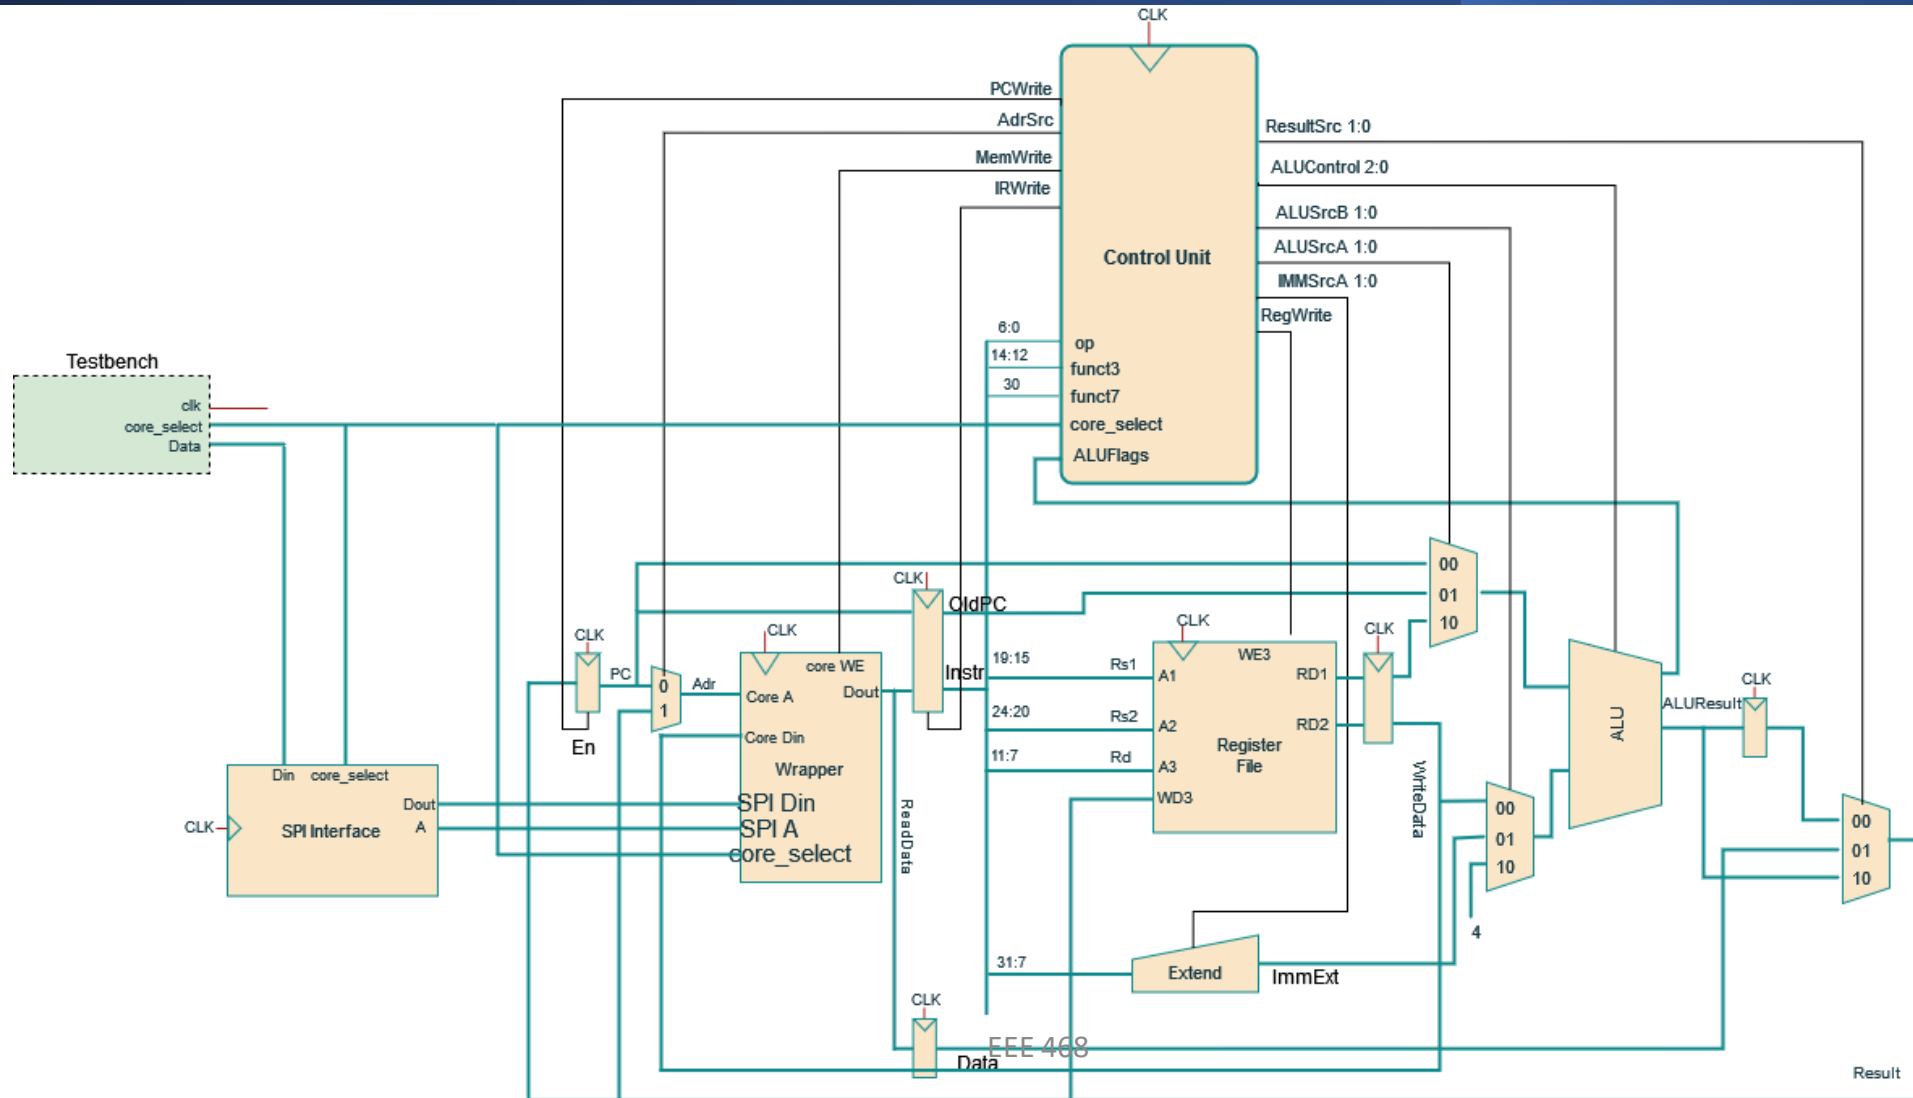 CLK
PCWrite
AdrSrc
MemWrite
IRWrite
ResultSrc 1:0
ALUControl 2:0
ALUSrcB 1:0
ALUSrcA 1:0
IMMSrcA 1:0
RegWrite
Control Unit
6:0
op
14:12
funct3
30
funct7
core_select
ALUFlags
Testbench
clk
core_select
Data
CLK
OldPC
Instr
CLK
PC
En
0
1
Adr
CLK
core WE
Dout
Core A
Core Din
Wrapper
SPI Din
SPI A
core_select
ReadData
Din
core_select
Dout
A
CLK
SPI Interface
19:15
Rs1
24:20
Rs2
11:7
Rd
CLK
WE3
A1
RD1
A2
RD2
A3
WD3
Register
File
CLK
WriteData
00
01
10
00
01
10
4
ALU
ALUResult
CLK
00
01
10
31:7
Extend
ImmExt
CLK
Data
EEE 468
Result